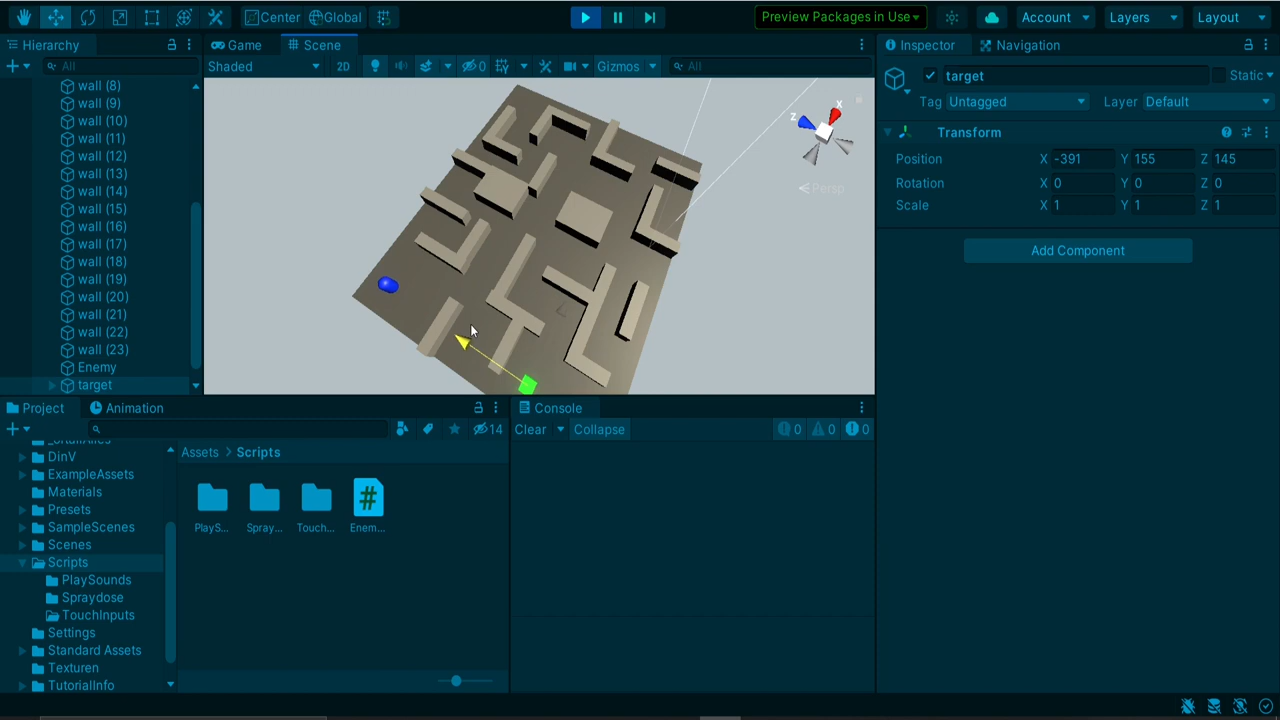 Center Global Preview Packages in Use Account Layers Layout
Hierarchy
All
wall (8)
wall (9)
wall (10)
wall (11)
wall (12)
wall (13)
wall (14)
wall (15)
wall (16)
wall (17)
wall (18)
wall (19)
wall (20)
wall (21)
wall (22)
wall (23)
Enemy
target
Game Scene
Shaded 2D 0 Gizmos All
x
z
Persp
Inspector Navigation
target Static
Tag Untagged Layer Default
Transform
Position X -391 Y 155 Z 145
Rotation X 0 Y 0 Z 0
Scale X 1 Y 1 Z 1
Add Component
Project Animation
14
DinV
ExampleAssets
Materials
Presets
SampleScenes
Scenes
Scripts
PlaySounds
Spraydose
TouchInputs
Settings
Standard Assets
Texturen
TutorialInfo
Assets > Scripts
PlayS... Spray... Touch... Enem...
Console
Clear Collapse 0 0 0